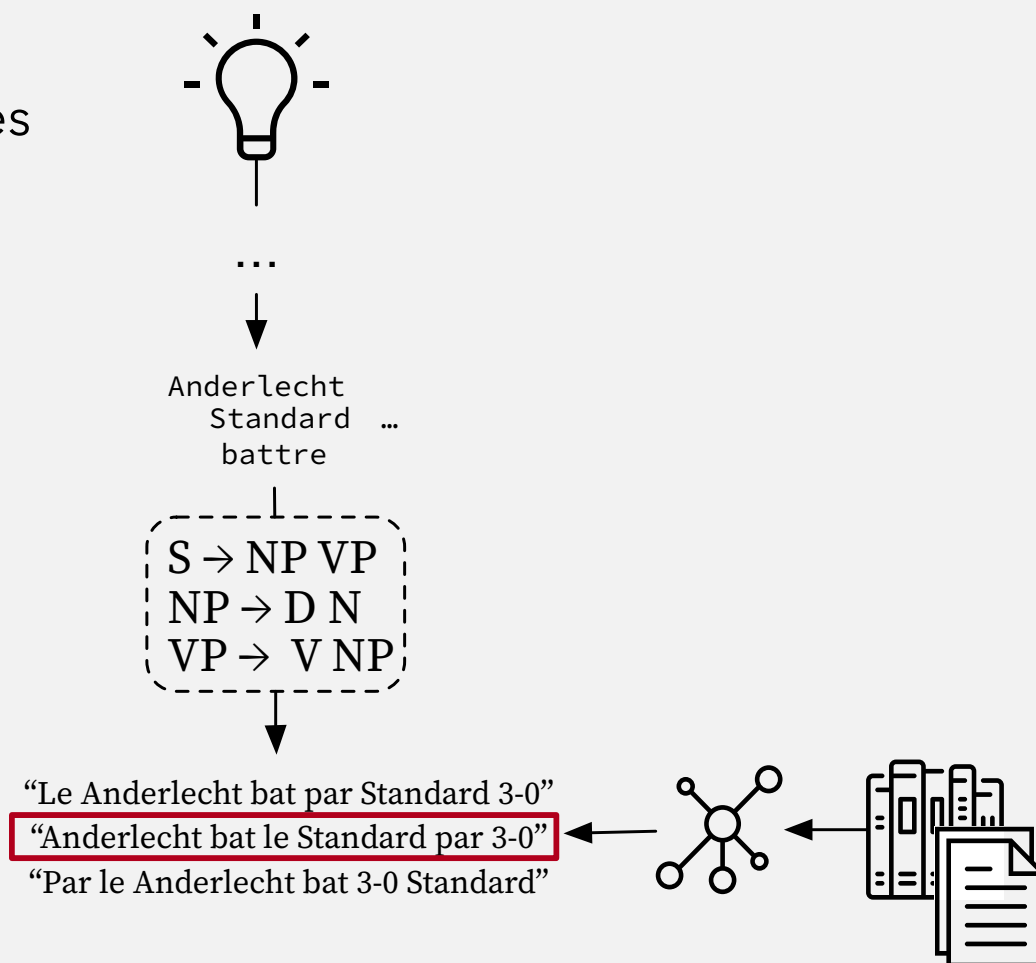 es
…
Anderlecht
Standard …
battre
S → NP VP
NP → D N
VP → V NP
“Le Anderlecht bat par Standard 3-0”
“Anderlecht bat le Standard par 3-0”
“Par le Anderlecht bat 3-0 Standard”